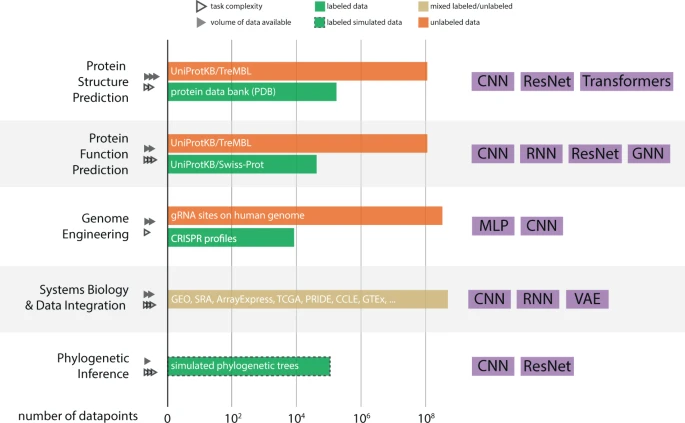 task complexity
labeled data
mixed labeled/unlabeled
volume of data available
labeled simulated data
unlabeled data
Protein
Structure
Prediction
UniProtKB/TreMBL
protein data bank (PDB)
CNN
ResNet
Transformers
Protein
Function
Prediction
UniProtKB/TreMBL
UniProtKB/Swiss-Prot
CNN
RNN
ResNet
GNN
Genome
Engineering
gRNA sites on human genome
CRISPR profiles
MLP
CNN
Systems Biology
& Data Integration
GEO, SRA, ArrayExpress, TCGA, PRIDE, CCLE, GTEx, ...
CNN
RNN
VAE
Phylogenetic
Inference
simulated phylogenetic trees
CNN
ResNet
number of datapoints
0
10²
10⁴
10⁶
10⁸